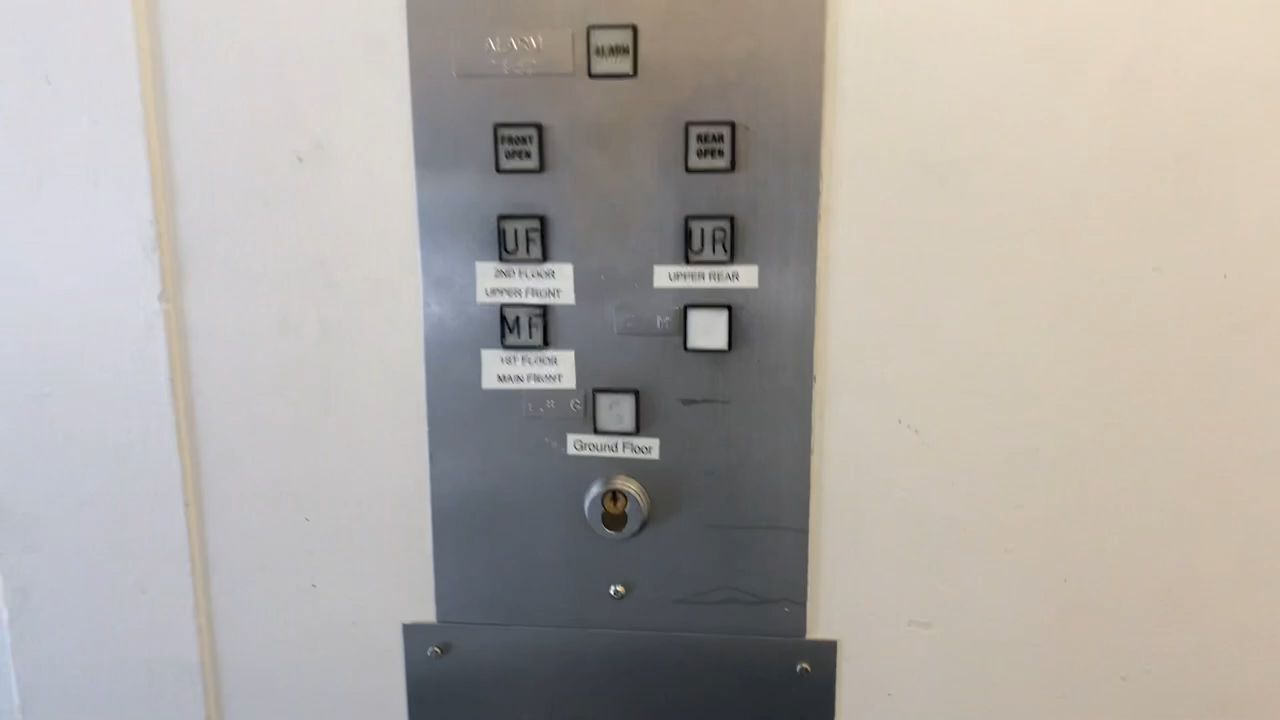 ALARM
ALARM
FRONT
OPEN
REAR
OPEN
UF
UR
2ND FLOOR
UPPER FRONT
UPPER REAR
MF
M
1ST FLOOR
MAIN FRONT
G
G
Ground Floor